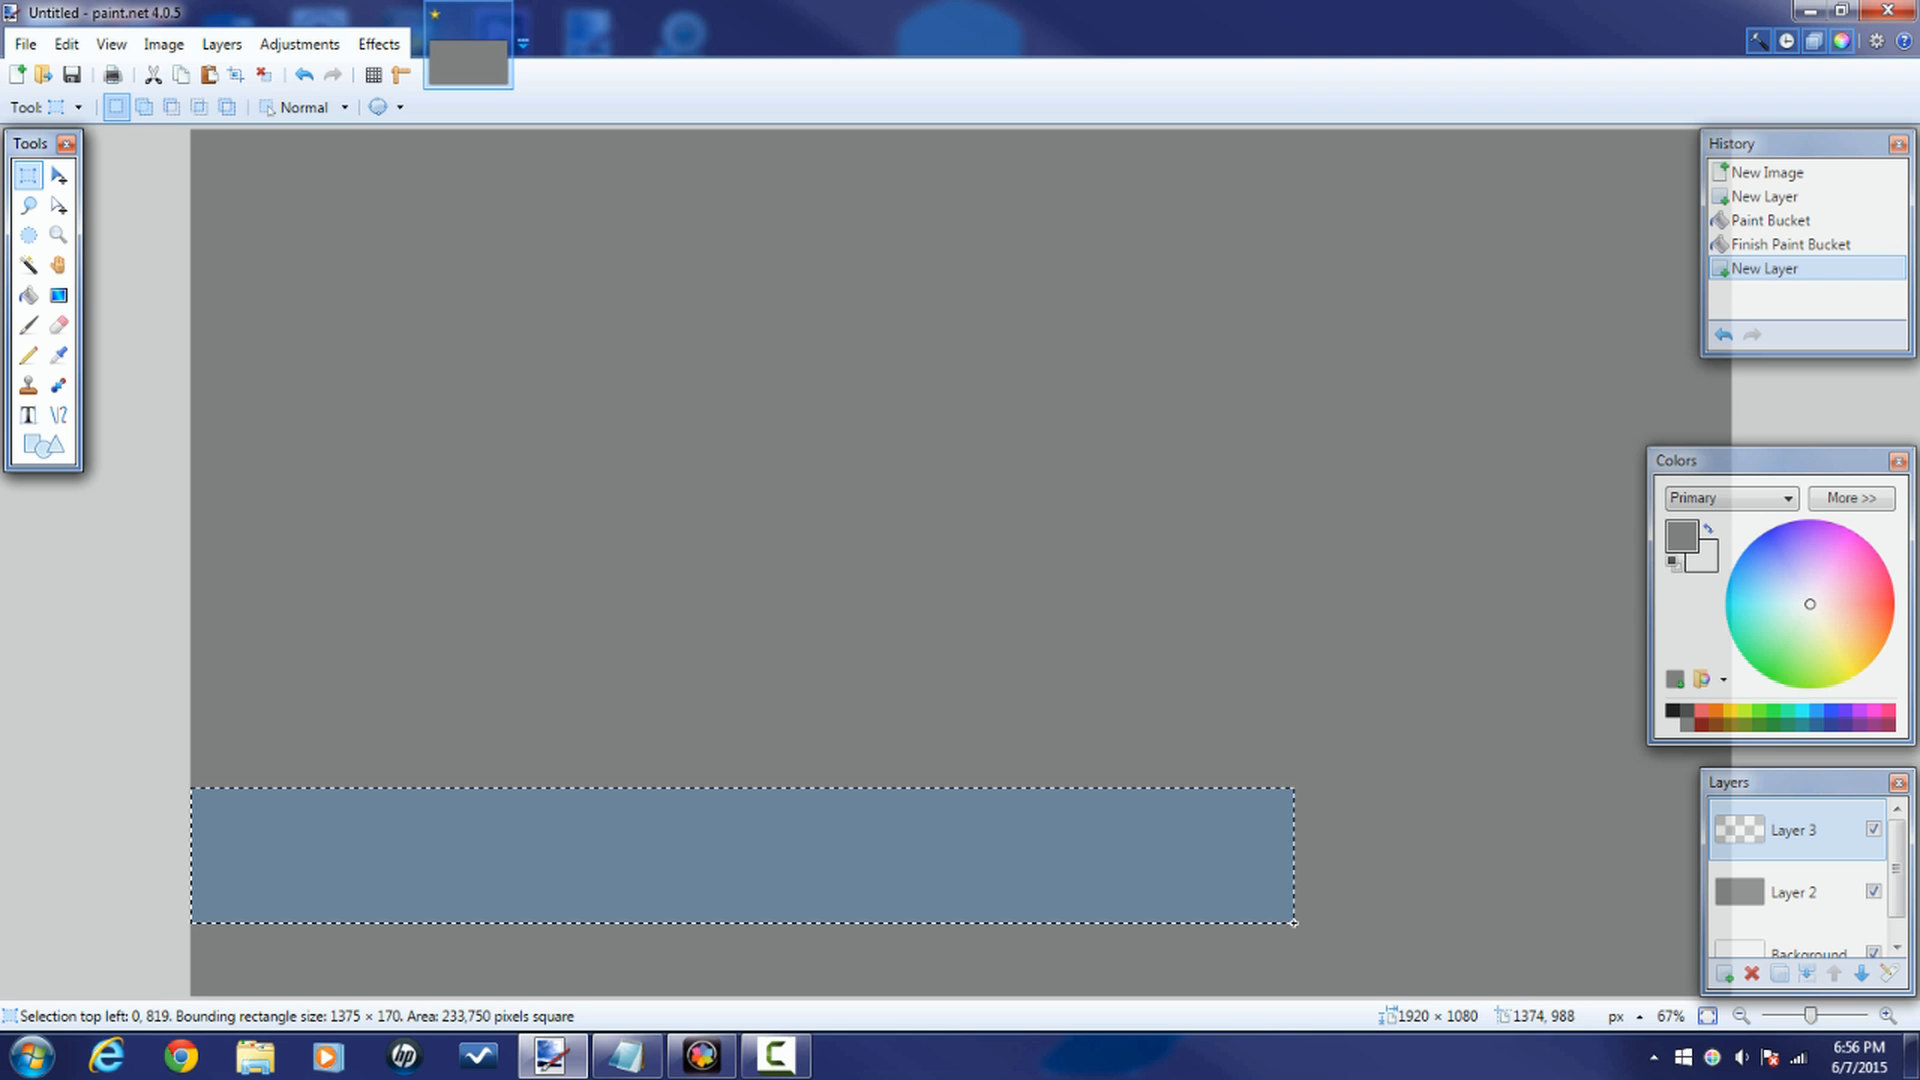 Untitled - paint.net 4.0.5
File Edit View Image Layers Adjustments Effects
Tool: Normal
Tools
History
New Image
New Layer
Paint Bucket
Finish Paint Bucket
New Layer
Colors
Primary More >>
Layers
Layer 3
Layer 2
Background
Selection top left: 0, 819. Bounding rectangle size: 1375 × 170. Area: 233,750 pixels square
1920 × 1080 1374, 988 px 67%
6:56 PM
6/7/2015